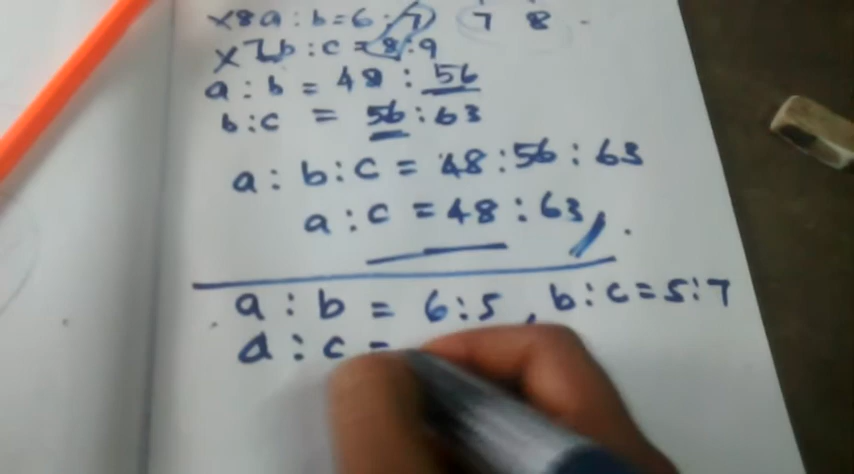 ×8 a : b = 6 : 7 7 8
×7 b : c = 8 : 9
a : b = 48 : 56
b : c = 56 : 63
a : b : c = 48 : 56 : 63
a : c = 48 : 63
a : b = 6 : 5 , b : c = 5 : 7
a : c =